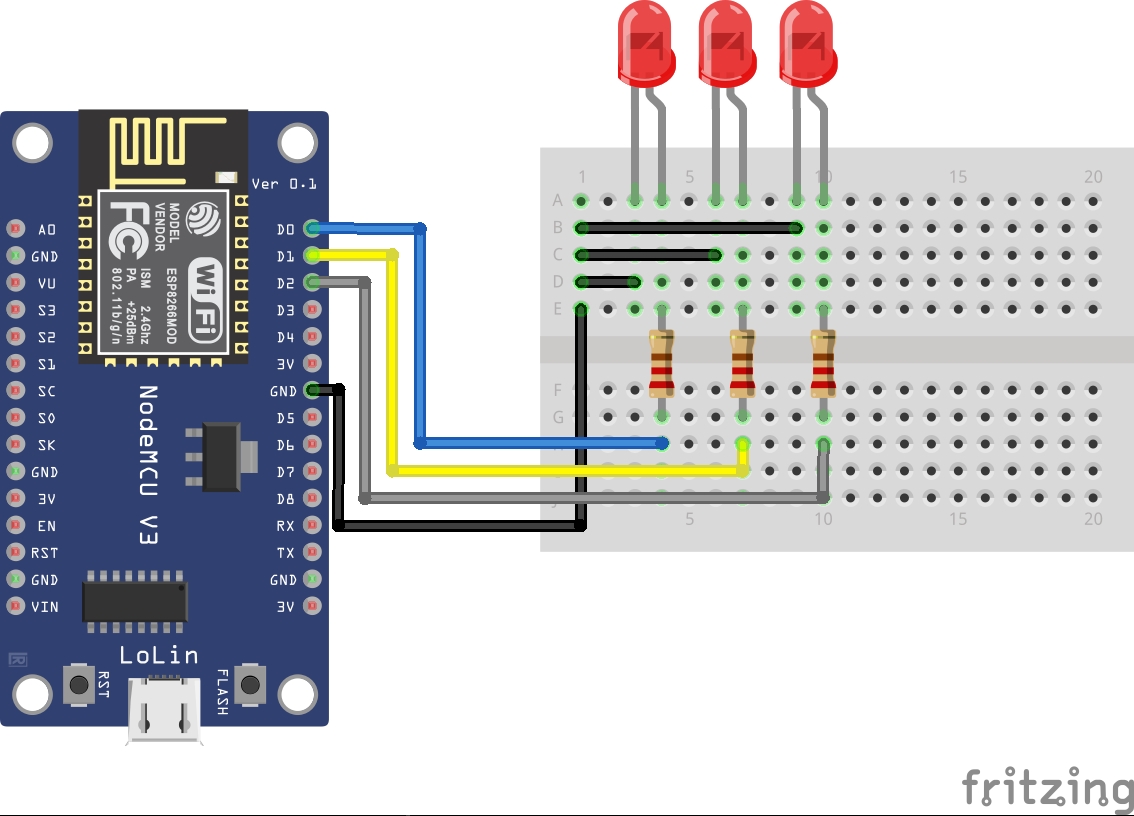 Ver 0.1
MODEL
VENDOR
ISM 2.4Ghz
PA +25dBm
802.11b/g/n
ESP8266MOD
FC
Wi Fi
A0
GND
VU
S3
S2
S1
SC
S0
SK
GND
3V
EN
RST
GND
VIN
D0
D1
D2
D3
D4
3V
GND
D5
D6
D7
D8
RX
TX
GND
3V
NodeMCU V3
LoLin
RST
FLASH
1 5 10 15 20
A
B
C
D
E
F
G
5 10 15 20
fritzing